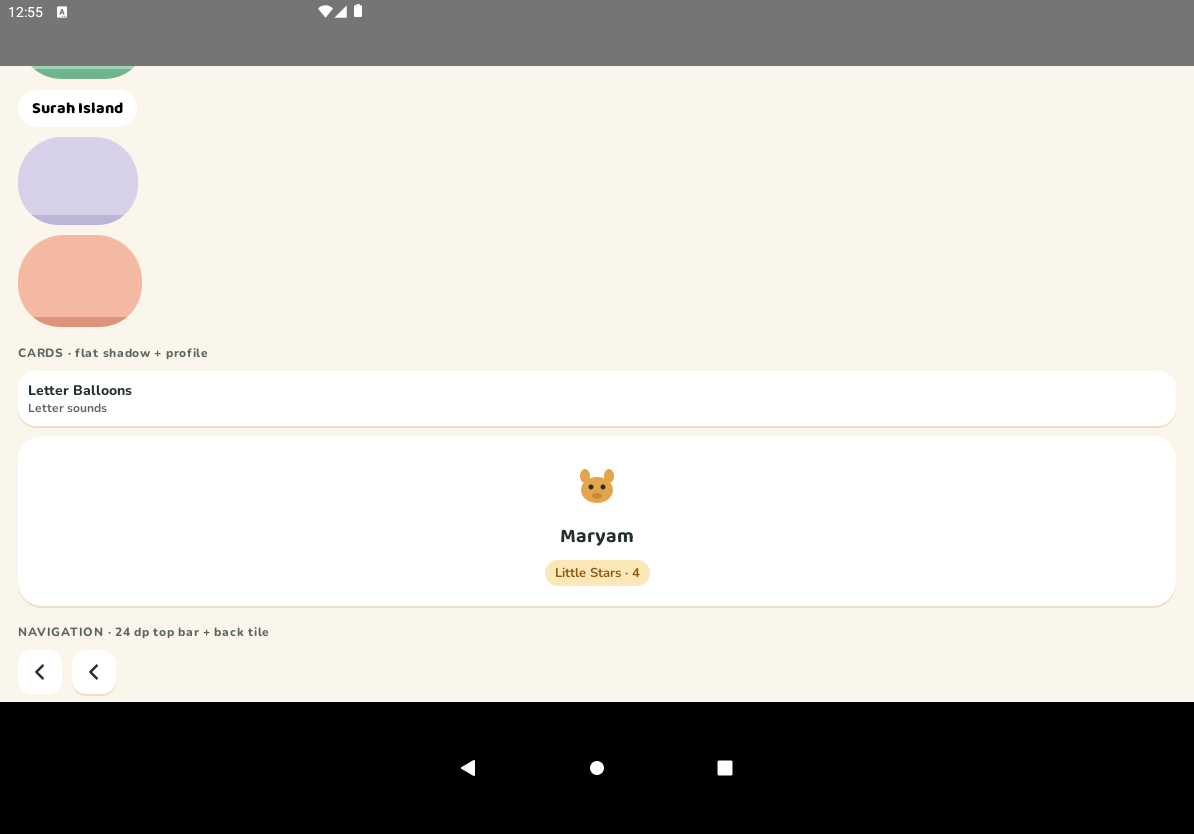 12:55
A
Surah Island
CARDS · flat shadow + profile
Letter Balloons
Letter sounds
Maryam
Little Stars · 4
NAVIGATION · 24 dp top bar + back tile